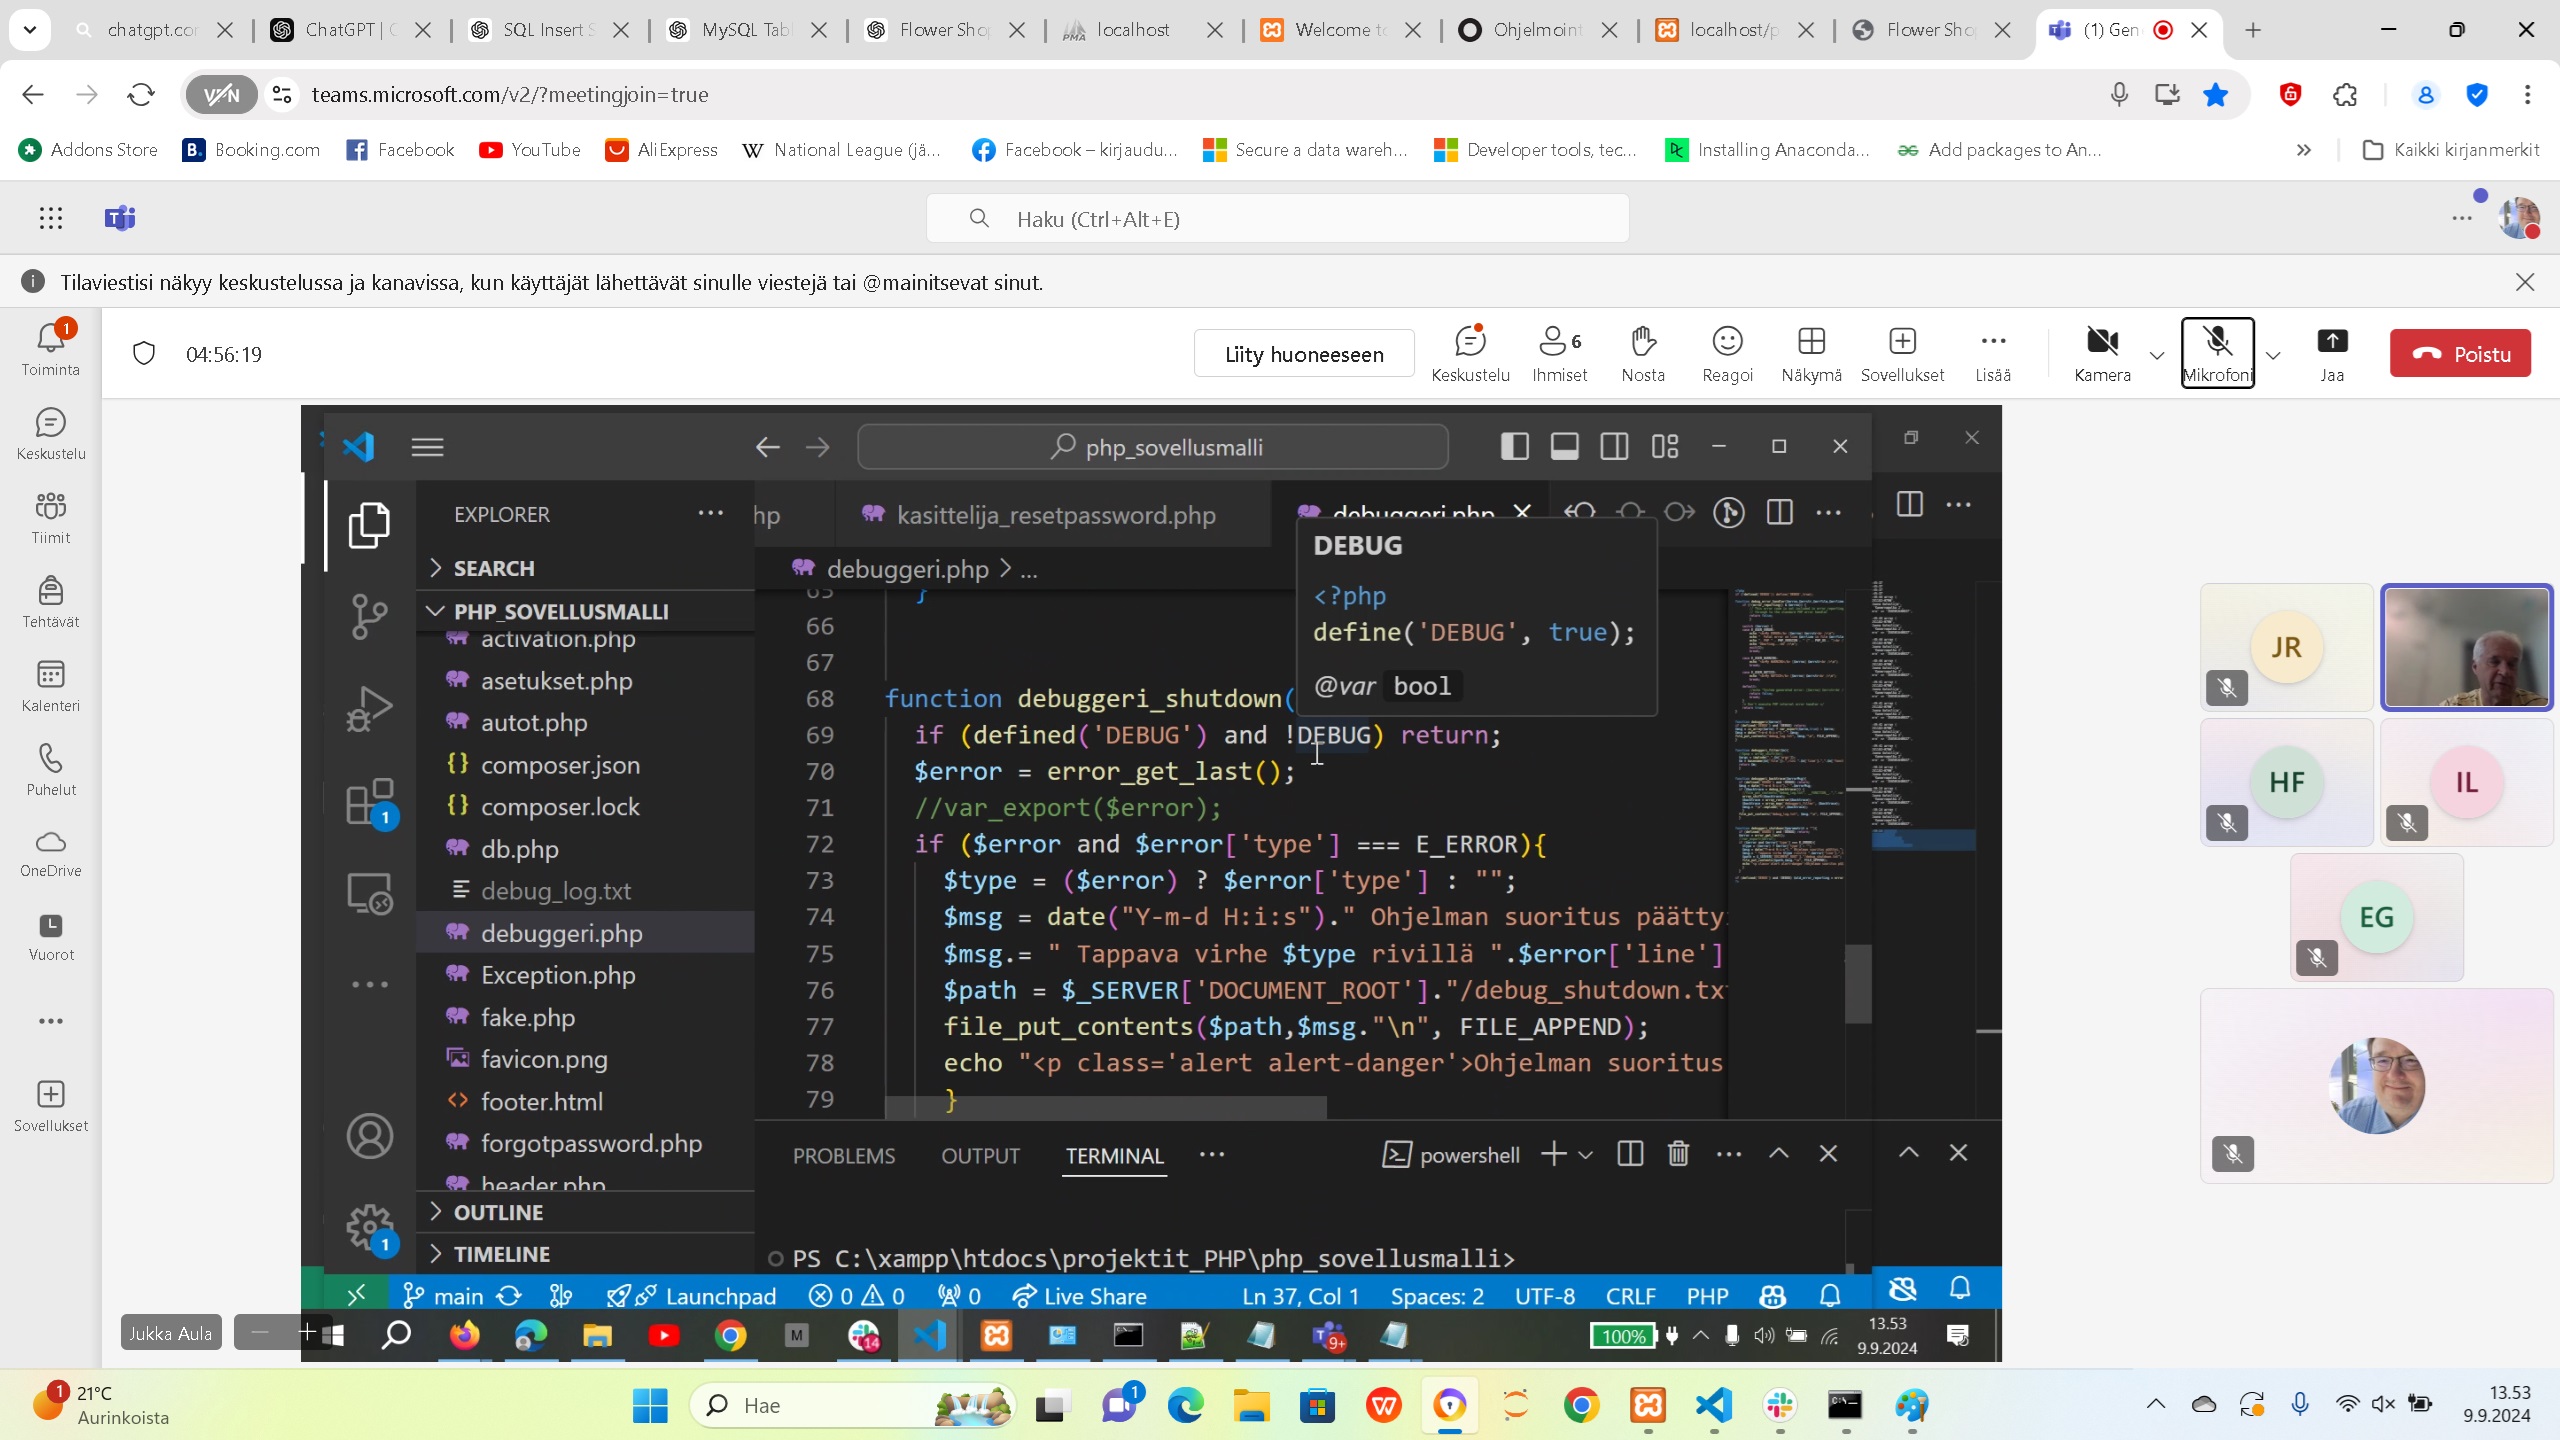 chatgpt.cor
ChatGPT | C
SQL Insert S
MySQL Tabl
Flower Shop
localhost
Welcome to
Ohjelmoint
localhost/p
Flower Shop
(1) Gen
VPN
teams.microsoft.com/v2/?meetingjoin=true
Addons Store
Booking.com
Facebook
YouTube
AliExpress
National League (jä...
Facebook – kirjaudu...
Secure a data wareh...
Developer tools, tec...
Installing Anaconda...
Add packages to An...
Kaikki kirjanmerkit
Haku (Ctrl+Alt+E)
Tilaviestisi näkyy keskustelussa ja kanavissa, kun käyttäjät lähettävät sinulle viestejä tai @mainitsevat sinut.
1
Toiminta
Keskustelu
Tiimit
Tehtävät
Kalenteri
Puhelut
OneDrive
Vuorot
Sovellukset
04:56:19
Liity huoneeseen
Keskustelu
6
Ihmiset
Nosta
Reagoi
Näkymä
Sovellukset
Lisää
Kamera
Mikrofoni
Jaa
Poistu
php_sovellusmalli
EXPLORER
SEARCH
PHP_SOVELLUSMALLI
activation.php
asetukset.php
autot.php
composer.json
composer.lock
db.php
debug_log.txt
debuggeri.php
Exception.php
fake.php
favicon.png
footer.html
forgotpassword.php
header.php
OUTLINE
TIMELINE
1
1
hp
kasittelija_resetpassword.php
debuggeri.php
debuggeri.php > ...
DEBUG
<?php
define('DEBUG', true);
@var bool
65 }
66
67
68 function debuggeri_shutdown(
69 if (defined('DEBUG') and !DEBUG) return;
70 $error = error_get_last();
71 //var_export($error);
72 if ($error and $error['type'] === E_ERROR){
73 $type = ($error) ? $error['type'] : "";
74 $msg = date("Y-m-d H:i:s")." Ohjelman suoritus päätty
75 $msg.= " Tappava virhe $type rivillä ".$error['line']
76 $path = $_SERVER['DOCUMENT_ROOT']."/debug_shutdown.tx
77 file_put_contents($path,$msg."\n", FILE_APPEND);
78 echo "<p class='alert alert-danger'>Ohjelman suoritus
79 }
PROBLEMS
OUTPUT
TERMINAL
powershell
PS C:\xampp\htdocs\projektit_PHP\php_sovellusmalli>
main
Launchpad
0
0
0
Live Share
Ln 37, Col 1
Spaces: 2
UTF-8
CRLF
PHP
JR
HF
IL
EG
Jukka Aula
M
14
9+
100%
13.53
9.9.2024
1
21°C
Aurinkoista
Hae
1
13.53
9.9.2024